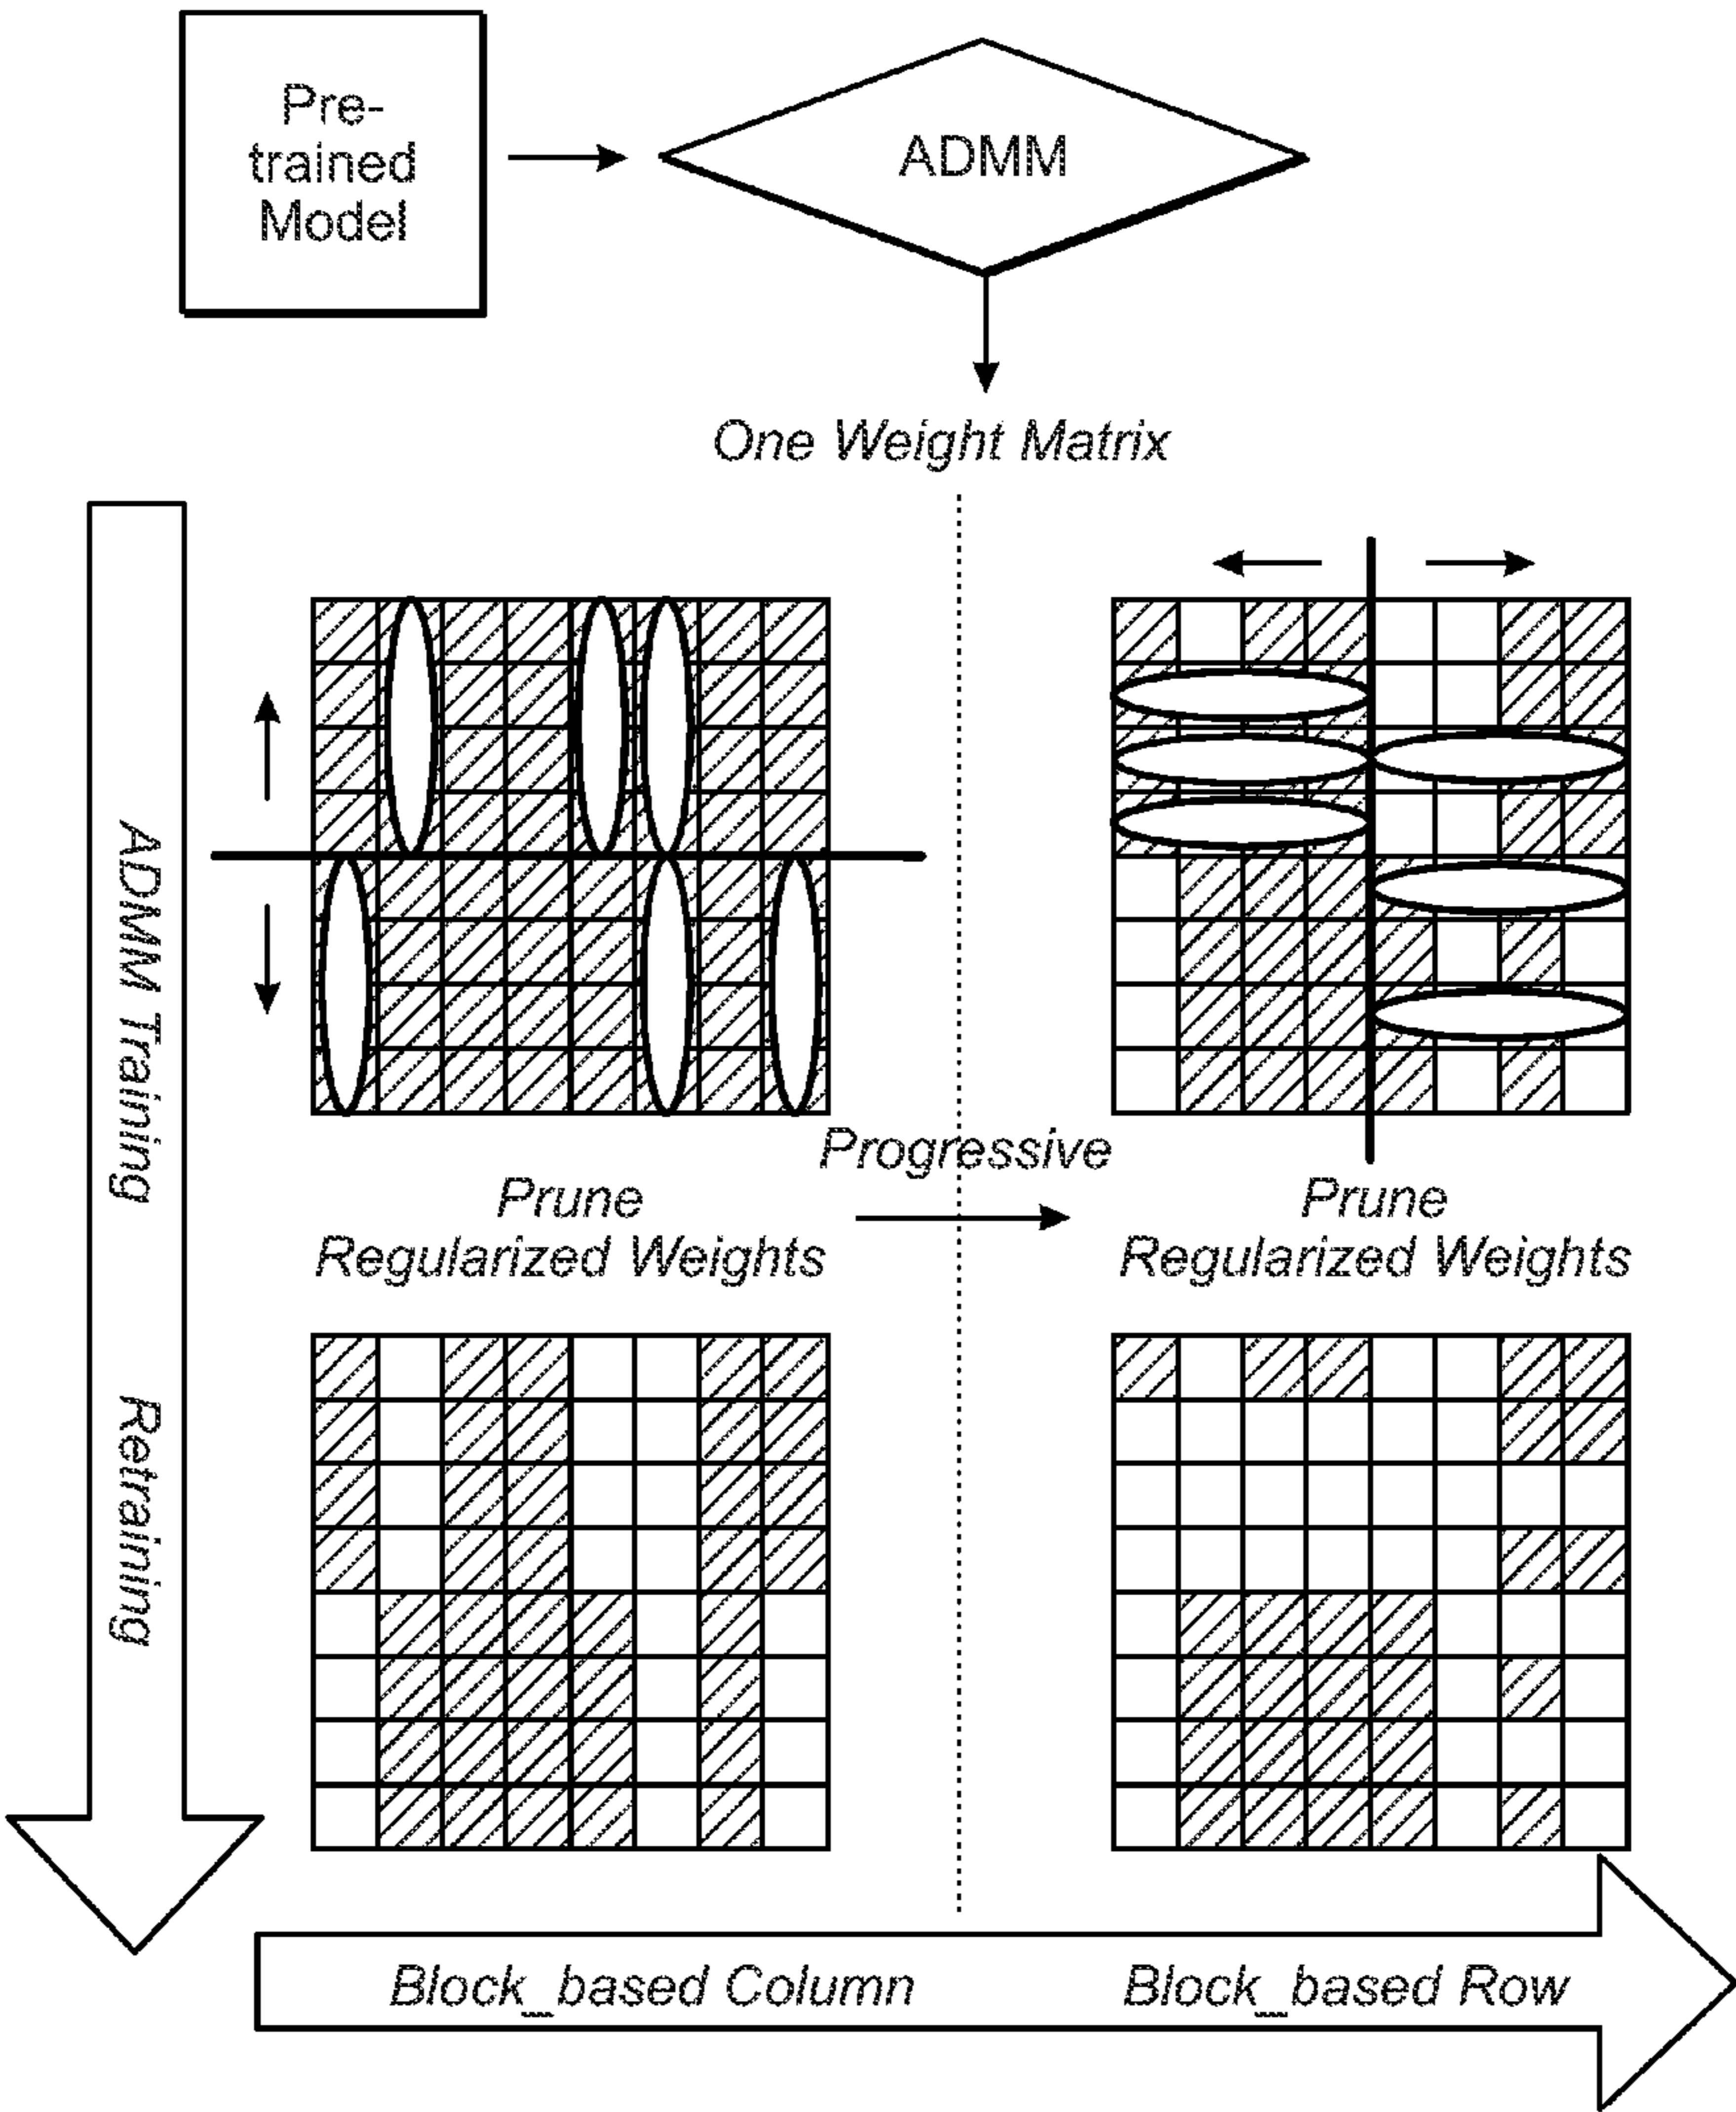 Pre-
trained
Model
ADMM
One Weight Matrix
ADMM Training
Retraining
Progressive
Prune
Regularized Weights
Prune
Regularized Weights
Block_based Column
Block_based Row